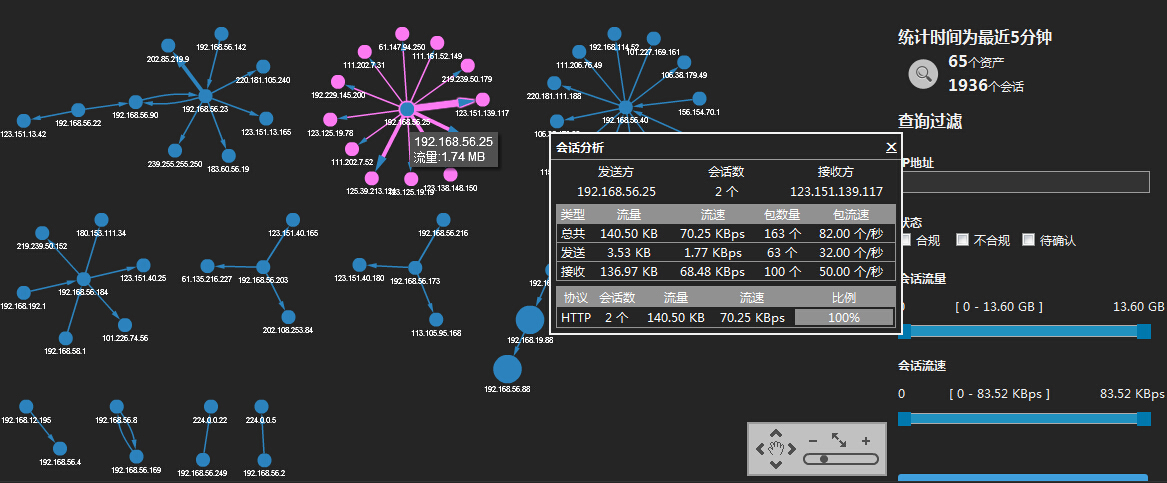 192.168.56.142
202.85.219.9
220.181.105.240
192.168.56.23
192.168.56.90
192.168.56.22
123.151.13.42
123.151.13.165
239.255.255.250
183.60.56.19
61.147.94.250
111.161.52.149
111.202.7.31
219.239.50.179
192.229.145.200
123.151.139.117
192.168.56.25
123.125.19.78
111.202.7.52
123.138.148.150
192.168.56.25
流量:1.74 MB
192.168.114.52
101.227.169.161
111.206.76.49
106.38.179.49
220.181.111.188
156.154.70.1
192.168.56.40
统计时间为最近5分钟
65个资产
1936个会话
查询过滤
IP地址
状态
合规 不合规 待确认
会话流量
[ 0 - 13.60 GB ] 13.60 GB
会话流速
0 [ 0 - 83.52 KBps ] 83.52 KBps
会话分析
发送方 会话数 接收方
192.168.56.25 2 个 123.151.139.117
类型 流量 流速 包数量 包流速
总共 140.50 KB 70.25 KBps 163 个 82.00 个/秒
发送 3.53 KB 1.77 KBps 63 个 32.00 个/秒
接收 136.97 KB 68.48 KBps 100 个 50.00 个/秒
协议 会话数 流量 流速 比例
HTTP 2 个 140.50 KB 70.25 KBps 100%
180.153.111.34
219.239.50.152
123.151.40.25
192.168.56.184
192.168.192.1
101.226.74.56
192.168.58.1
123.151.40.165
61.135.216.227
192.168.56.203
202.108.253.84
192.168.56.216
123.151.40.180
192.168.56.173
113.105.95.168
192.168.19.88
192.168.56.88
192.168.12.195
192.168.56.4
192.168.56.8
192.168.56.169
224.0.0.22
192.168.56.249
224.0.0.5
192.168.56.2